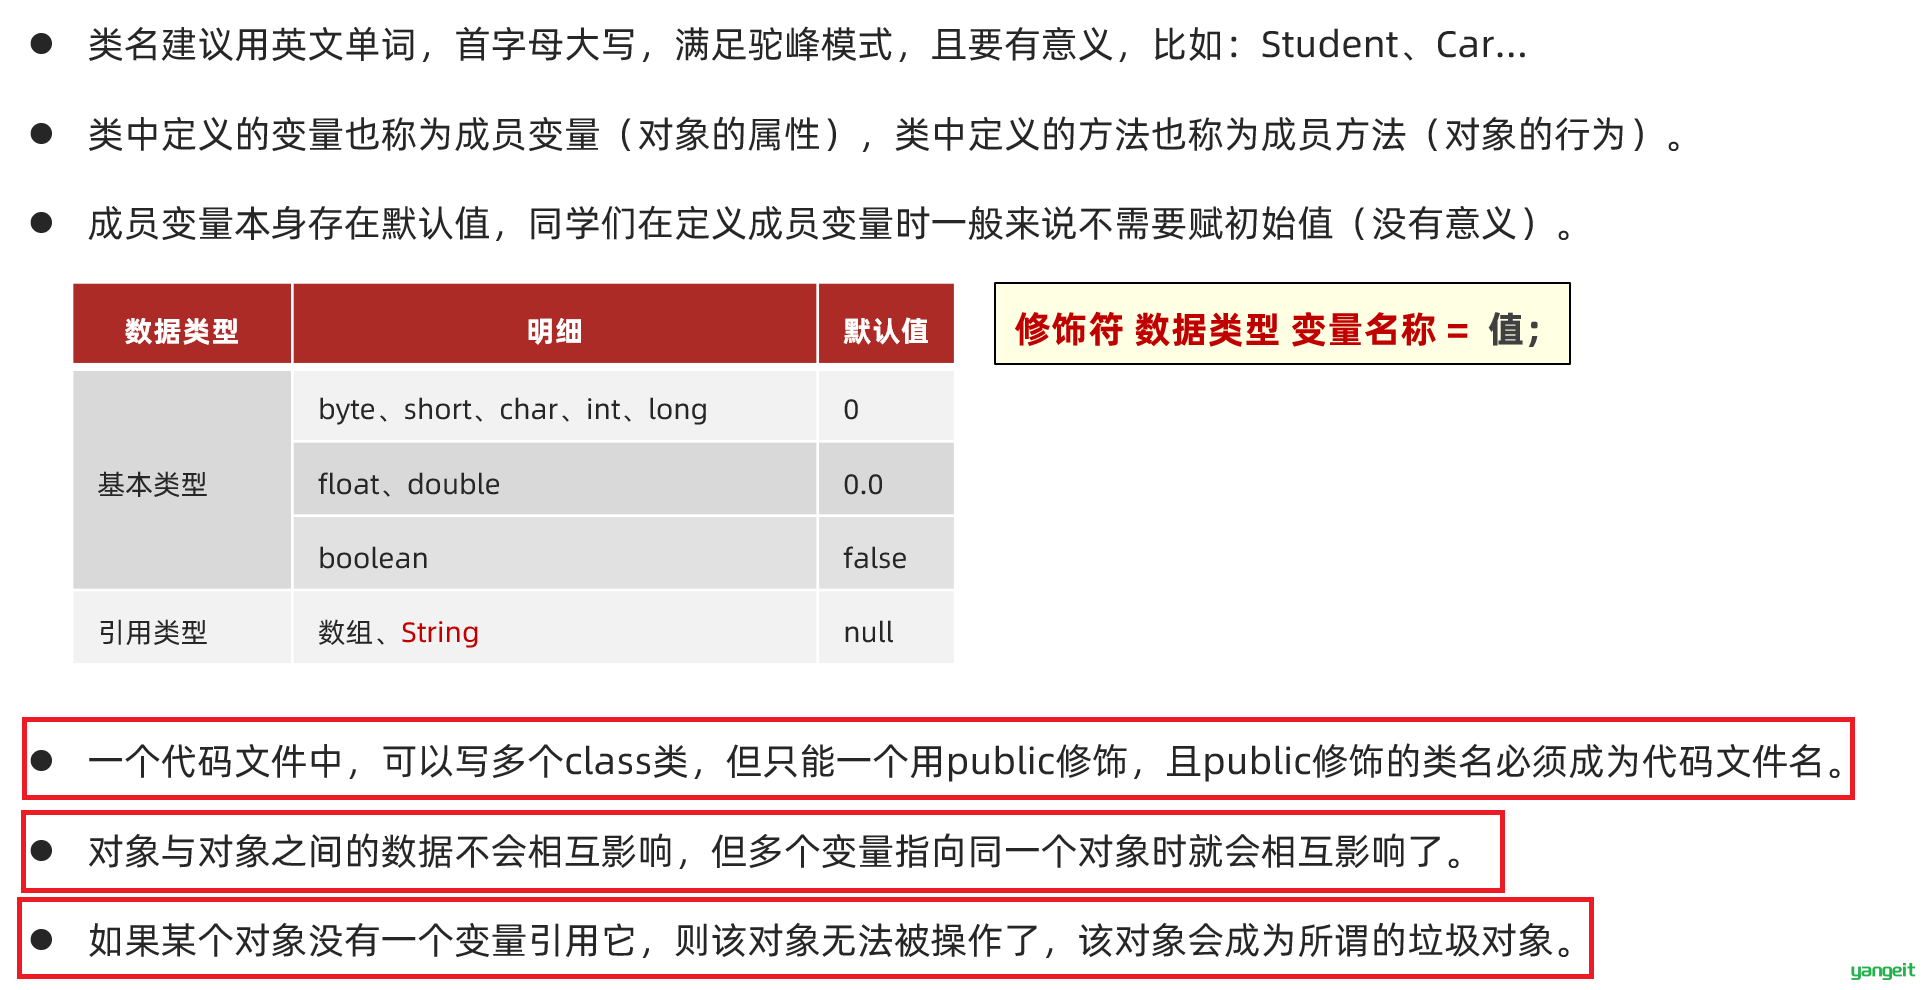 ● 类名建议用英文单词，首字母大写，满足驼峰模式，且要有意义，比如：Student、Car...
● 类中定义的变量也称为成员变量（对象的属性），类中定义的方法也称为成员方法（对象的行为）。
● 成员变量本身存在默认值，同学们在定义成员变量时一般来说不需要赋初始值（没有意义）。
数据类型 明细 默认值
修饰符 数据类型 变量名称 = 值;
byte、short、char、int、long 0
基本类型 float、double 0.0
boolean false
引用类型 数组、String null
● 一个代码文件中，可以写多个class类，但只能一个用public修饰，且public修饰的类名必须成为代码文件名。
● 对象与对象之间的数据不会相互影响，但多个变量指向同一个对象时就会相互影响了。
● 如果某个对象没有一个变量引用它，则该对象无法被操作了，该对象会成为所谓的垃圾对象。
yangeit